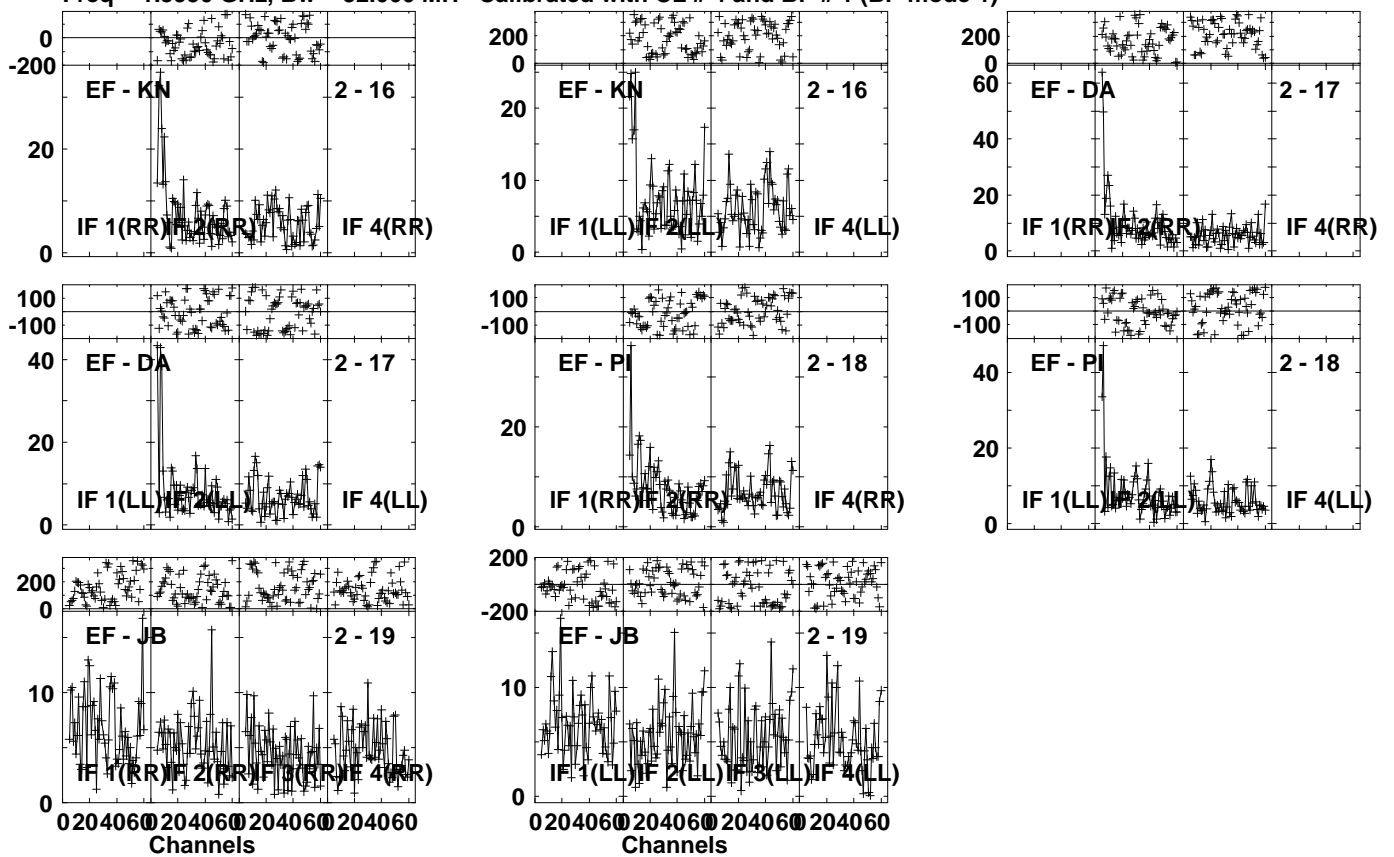 0
-200
EF - KN
2 - 16
20
0
IF 1(RR)
IF 2(RR)
IF 4(RR)
200
0
EF - KN
2 - 16
20
10
0
IF 1(LL)
IF 2(LL)
IF 4(LL)
200
0
60
EF - DA
2 - 17
40
20
0
IF 1(RR)
IF 2(RR)
IF 4(RR)
100
-100
40
EF - DA
2 - 17
20
0
IF 1(LL)
IF 2(LL)
IF 4(LL)
100
-100
EF - PI
2 - 18
20
0
IF 1(RR)
IF 2(RR)
IF 4(RR)
100
-100
EF - PI
2 - 18
40
20
0
IF 1(LL)
IF 2(LL)
IF 4(LL)
200
0
EF - JB
2 - 19
10
0
IF 1(RR)
IF 2(RR)
IF 3(RR)
IF 4(RR)
0204060
0204060
0204060
0204060
Channels
200
-200
EF - JB
2 - 19
10
0
IF 1(LL)
IF 2(LL)
IF 3(LL)
IF 4(LL)
0204060
0204060
0204060
0204060
Channels